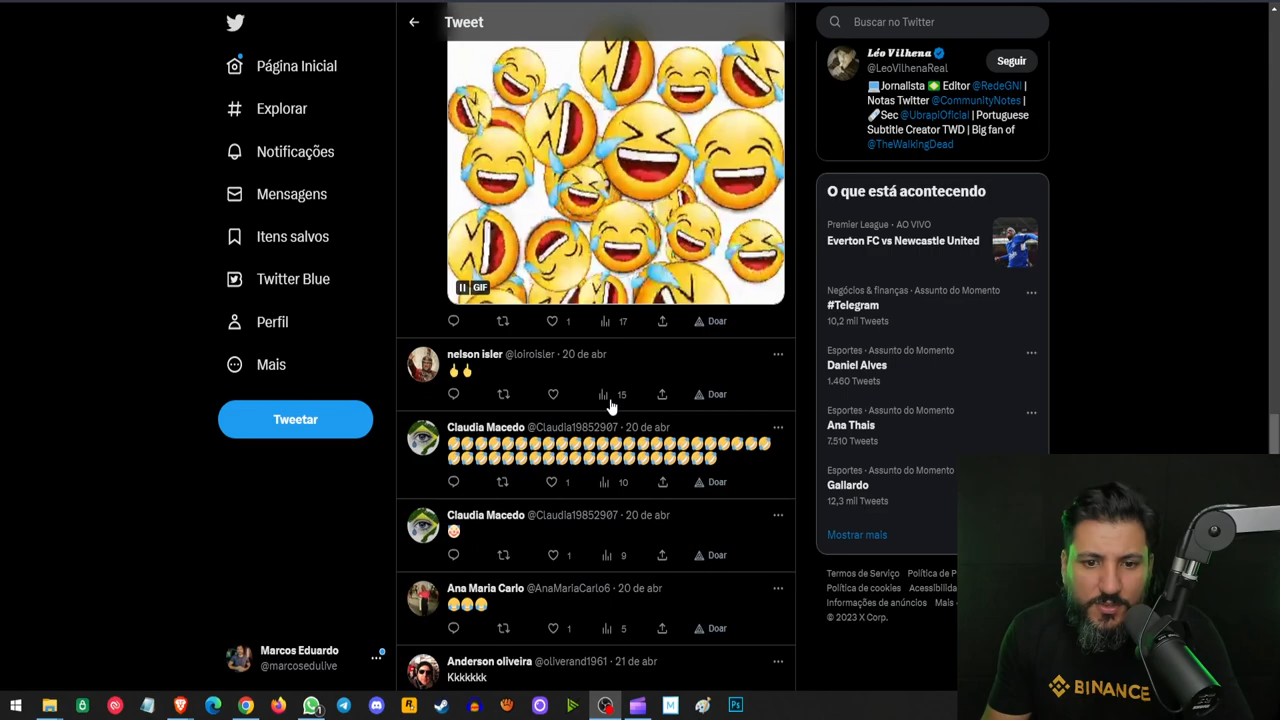 Tweet
Buscar no Twitter
Página Inicial
Explorar
Notificações
Mensagens
Itens salvos
Twitter Blue
Perfil
Mais
Tweetar
Marcos Eduardo
@marcosedulive
GIF
1 17 Doar
nelson isler @loiroisler · 20 de abr
15 Doar
Claudia Macedo @Claudia19852907 · 20 de abr
1 10 Doar
Claudia Macedo @Claudia19852907 · 20 de abr
1 9 Doar
Ana Maria Carlo @AnaMariaCarlo6 · 20 de abr
1 5 Doar
Anderson oliveira @oliverand1961 · 21 de abr
Kkkkkkk
Léo Vilhena
@LeoVilhenaReal
Seguir
Jornalista Editor @RedeGNI |
Notas Twitter @CommunityNotes |
Sec @UbrapiOficial | Portuguese
Subtitle Creator TWD | Big fan of
@TheWalkingDead
O que está acontecendo
Premier League · AO VIVO
Everton FC vs Newcastle United
Negócios & finanças · Assunto do Momento
#Telegram
10,2 mil Tweets
Esportes · Assunto do Momento
Daniel Alves
1.460 Tweets
Esportes · Assunto do Momento
Ana Thais
7.510 Tweets
Esportes · Assunto do Momento
Gallardo
12,3 mil Tweets
Mostrar mais
Termos de Serviço Política de P
Política de cookies Acessibilida
Informações de anúncios Mais
© 2023 X Corp.
BINANCE